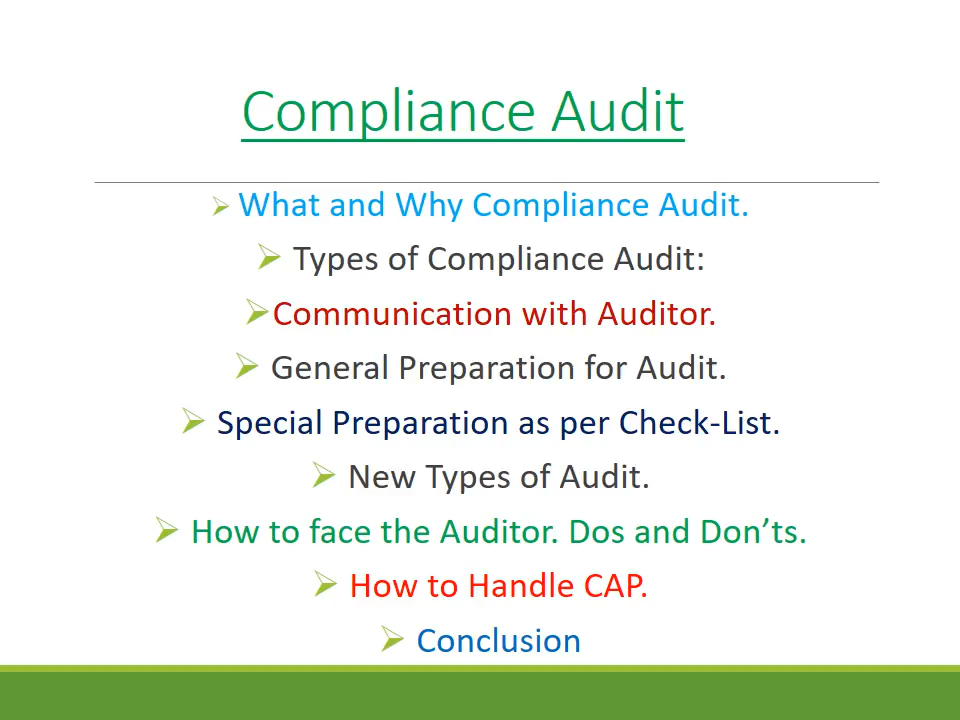 Compliance Audit
➢ What and Why Compliance Audit.
➢ Types of Compliance Audit:
➢Communication with Auditor.
➢ General Preparation for Audit.
➢ Special Preparation as per Check-List.
➢ New Types of Audit.
➢ How to face the Auditor. Dos and Don’ts.
➢ How to Handle CAP.
➢ Conclusion